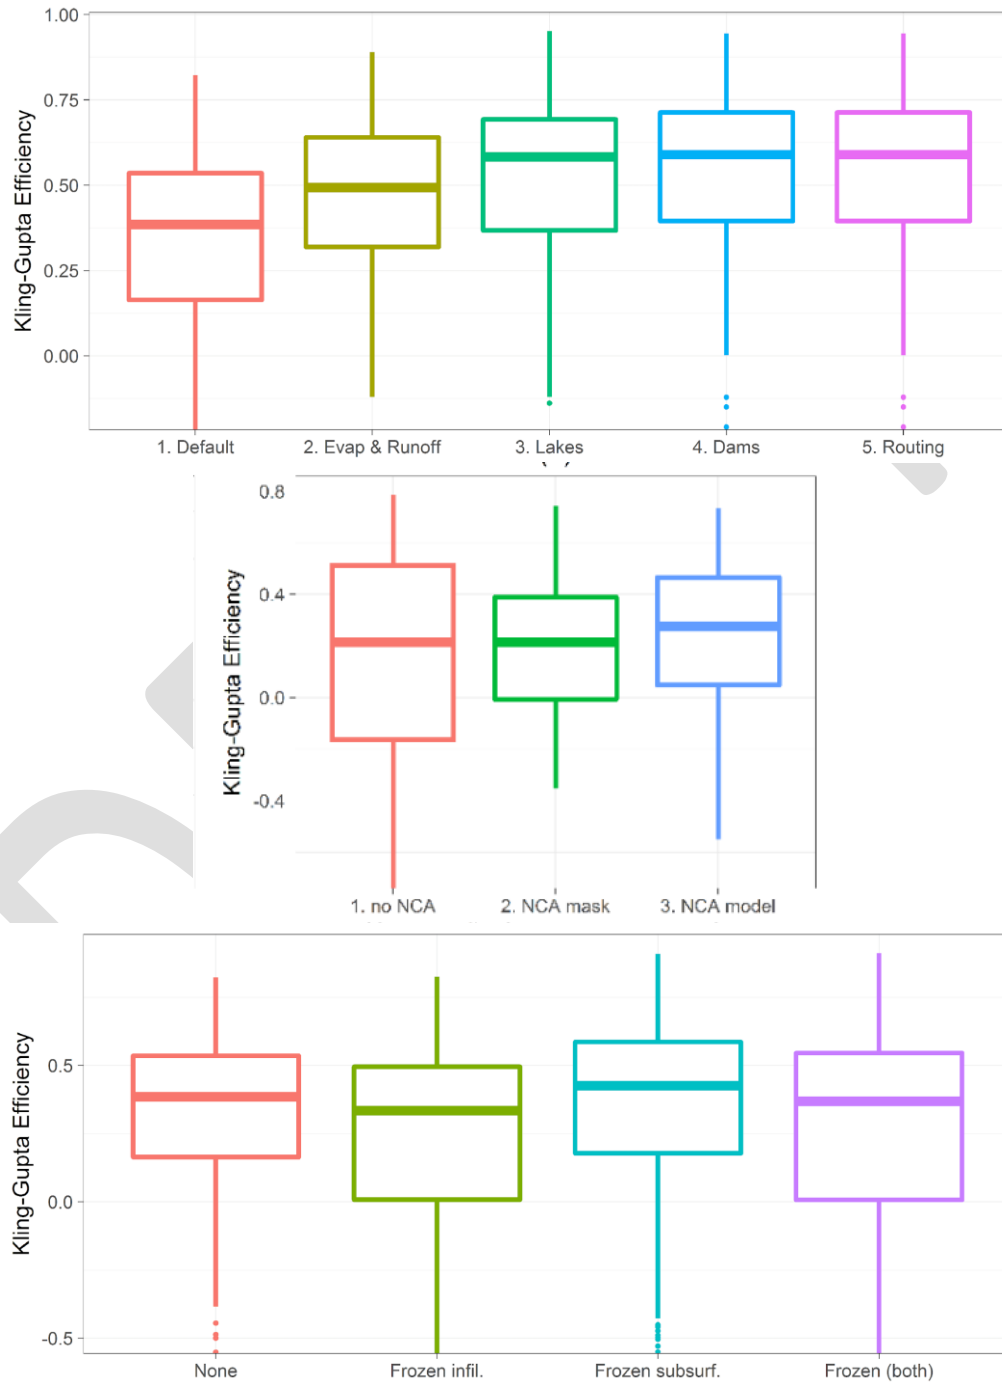 1.00
0.75
0.50
0.25
0.00
Kling-Gupta Efficiency
1. Default 2. Evap & Runoff 3. Lakes 4. Dams 5. Routing
0.8
0.4
0.0
-0.4
Kling-Gupta Efficiency
1. no NCA 2. NCA mask 3. NCA model
0.5
0.0
-0.5
Kling-Gupta Efficiency
None Frozen infil. Frozen subsurf. Frozen (both)